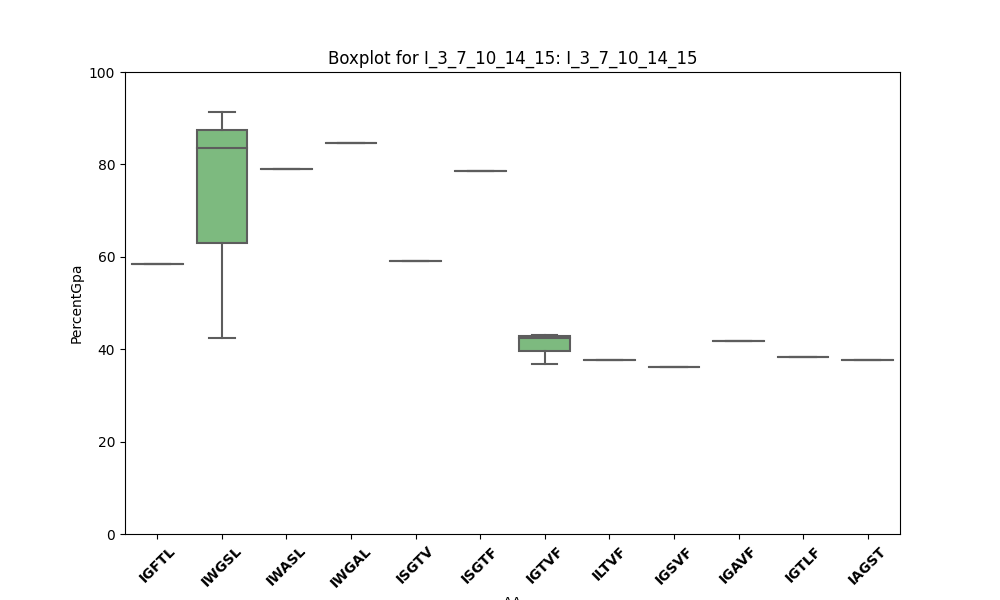 Boxplot for I_3_7_10_14_15: I_3_7_10_14_15
100
80
60
40
20
0
PercentGpa
IGFTL
IWGSL
IWASL
IWGAL
ISGTV
ISGTF
IGTVF
ILTVF
IGSVF
IGAVF
IGTLF
IAGST